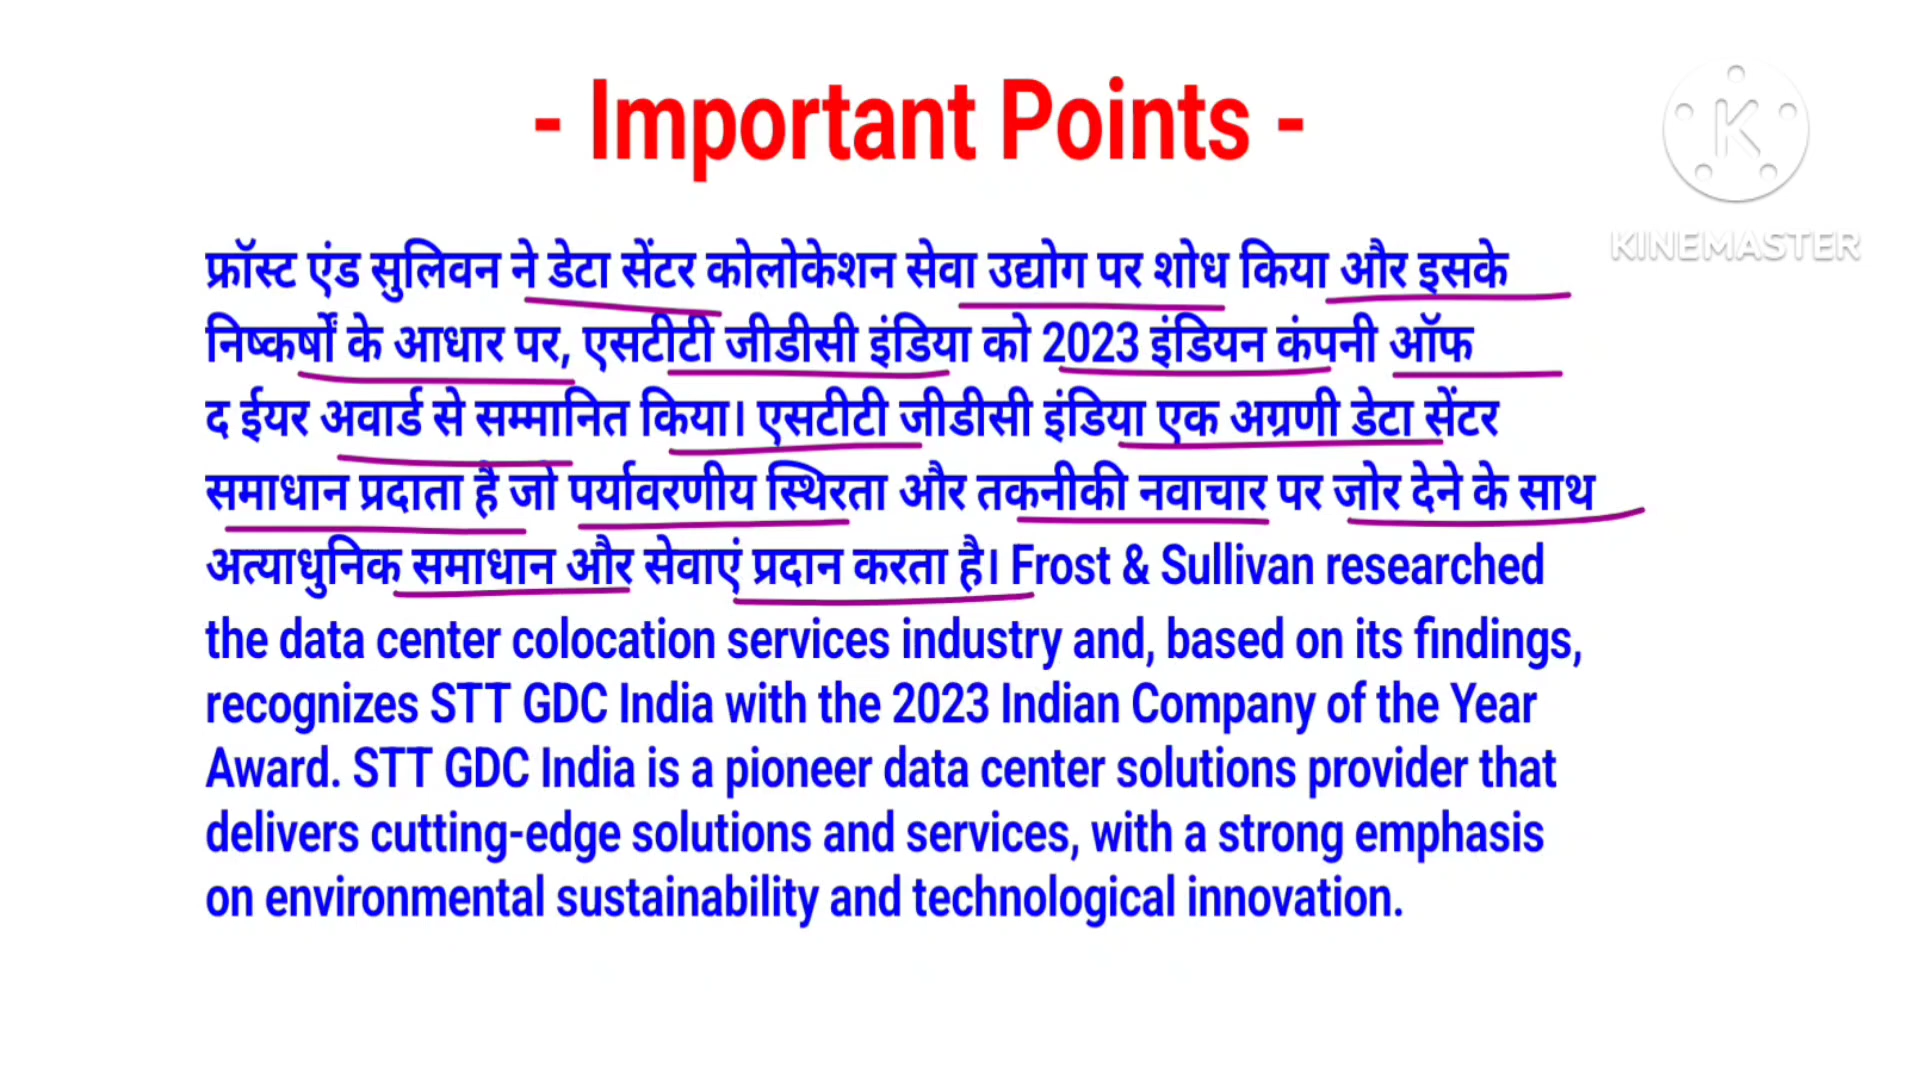 - Important Points -
K
KINEMASTER
फ्रॉस्ट एंड सुलिवन ने डेटा सेंटर कोलोकेशन सेवा उद्योग पर शोध किया और इसके
निष्कर्षों के आधार पर, एसटीटी जीडीसी इंडिया को 2023 इंडियन कंपनी ऑफ
द ईयर अवार्ड से सम्मानित किया। एसटीटी जीडीसी इंडिया एक अग्रणी डेटा सेंटर
समाधान प्रदाता है जो पर्यावरणीय स्थिरता और तकनीकी नवाचार पर जोर देने के साथ
अत्याधुनिक समाधान और सेवाएं प्रदान करता है। Frost & Sullivan researched
the data center colocation services industry and, based on its findings,
recognizes STT GDC India with the 2023 Indian Company of the Year
Award. STT GDC India is a pioneer data center solutions provider that
delivers cutting-edge solutions and services, with a strong emphasis
on environmental sustainability and technological innovation.